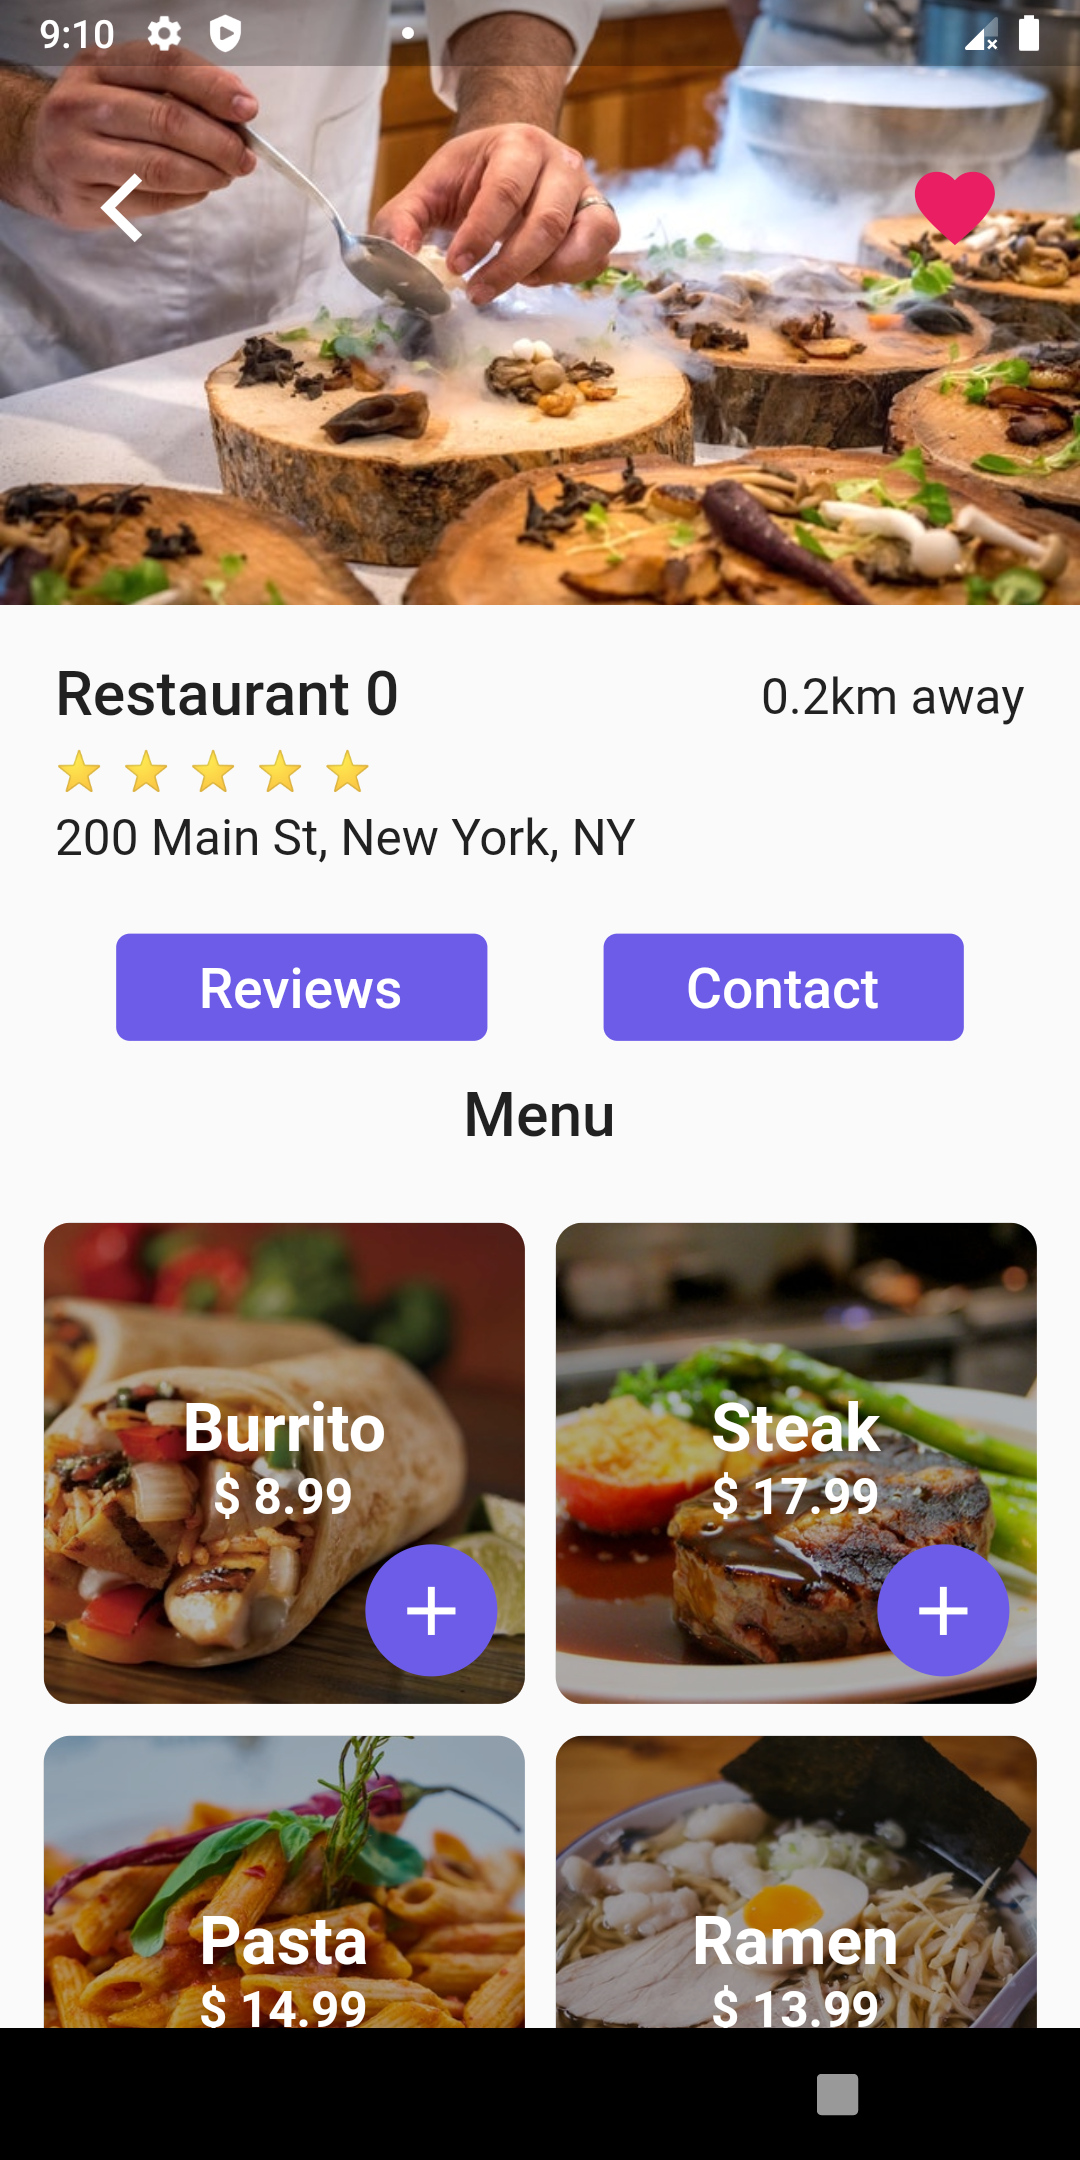 9:10
Restaurant 0
0.2km away
200 Main St, New York, NY
Reviews
Contact
Menu
Burrito
$ 8.99
Steak
$ 17.99
Pasta
$ 14.99
Ramen
$ 13.99